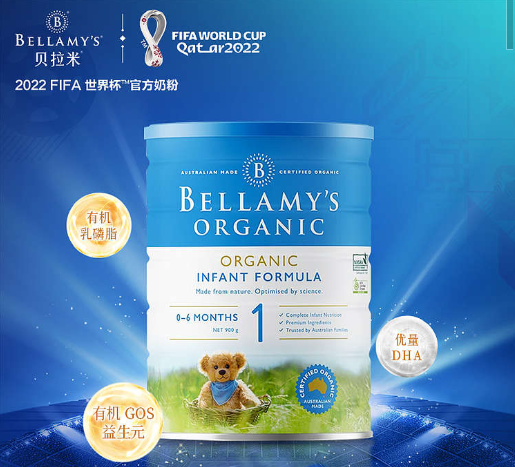 BELLAMY'S
贝拉米
FIFA WORLD CUP
Qatar2022
2022 FIFA 世界杯™官方奶粉
AUSTRALIAN MADE
CERTIFIED ORGANIC
B
BELLAMY'S
ORGANIC
ORGANIC
INFANT FORMULA
Made from nature. Optimised by science.
0-6 MONTHS
NET 900 g
1
✓ Complete Infant Nutrition
✓ Premium Ingredients
✓ Trusted by Australian Families
CERTIFIED ORGANIC
AUSTRALIAN
MADE
有机
乳磷脂
优量
DHA
有机 GOS
益生元